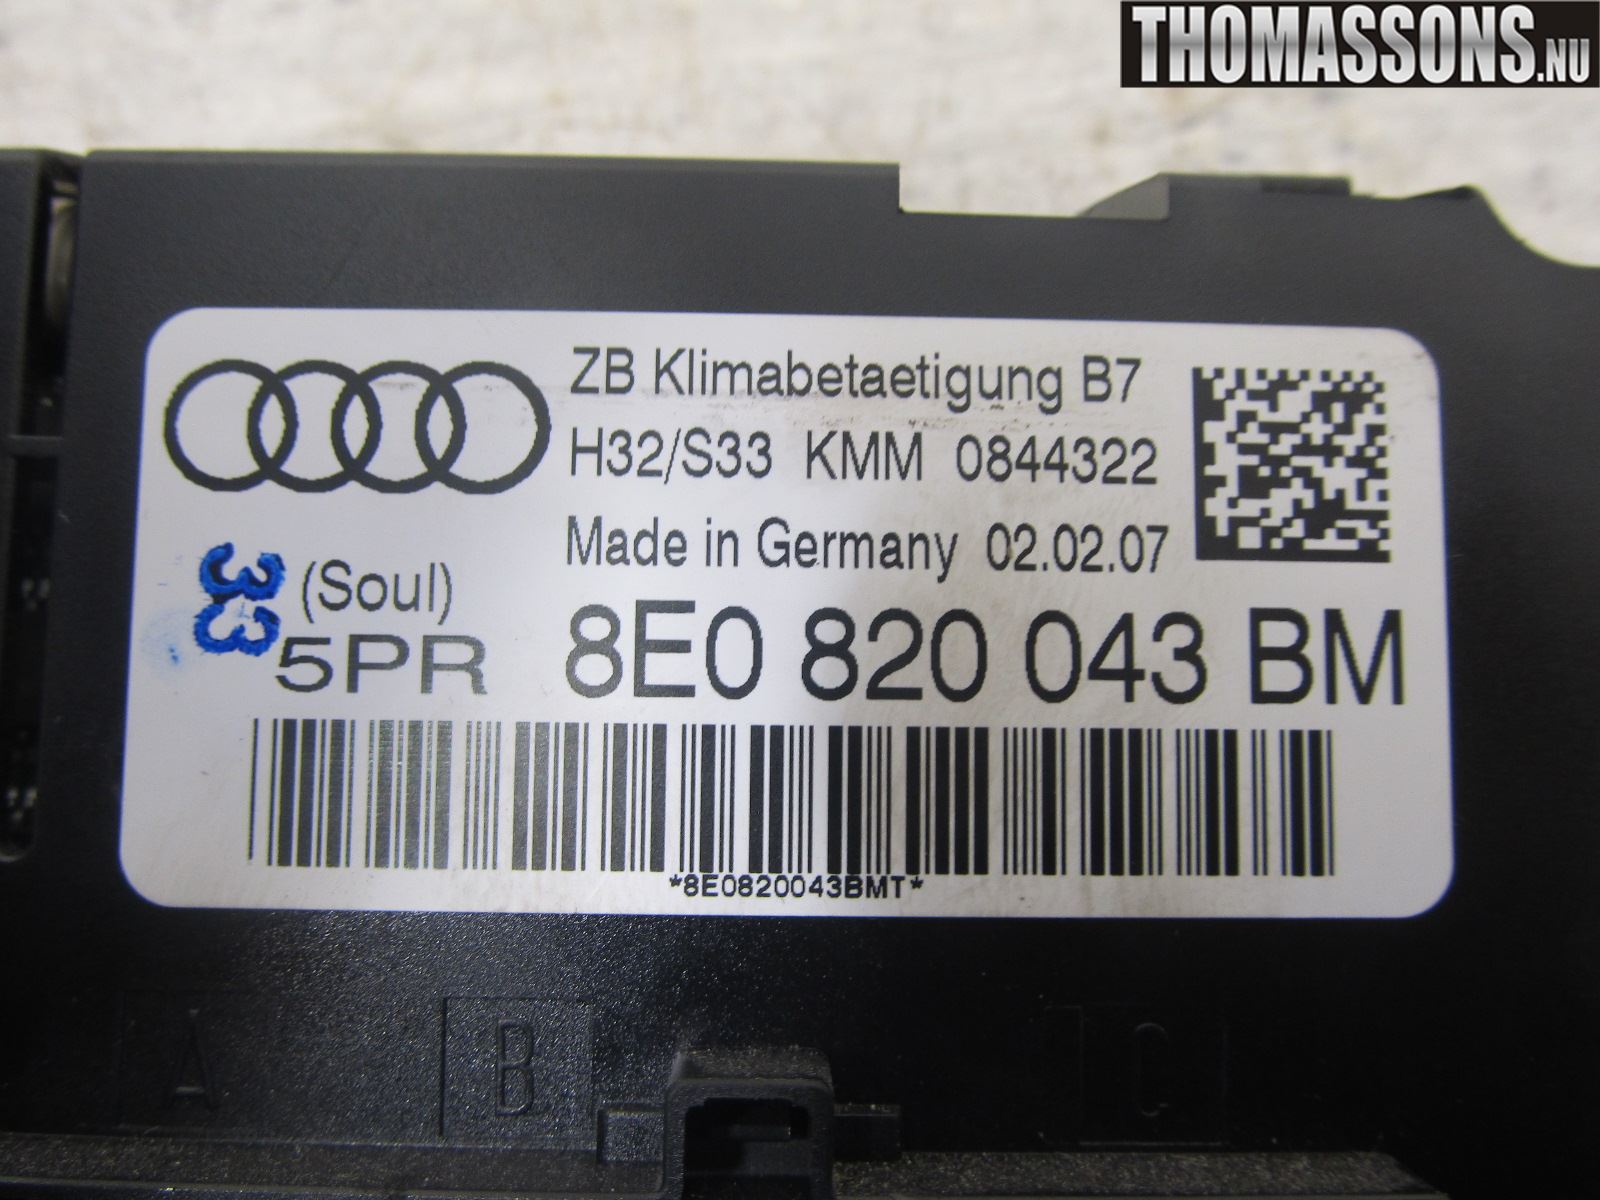 THOMASSONS.NU
ZB Klimabetaetigung B7
H32/S33 KMM 0844322
Made in Germany 02.02.07
33
(Soul)
5PR 8E0 820 043 BM
*8E0820043BMT*
A B C